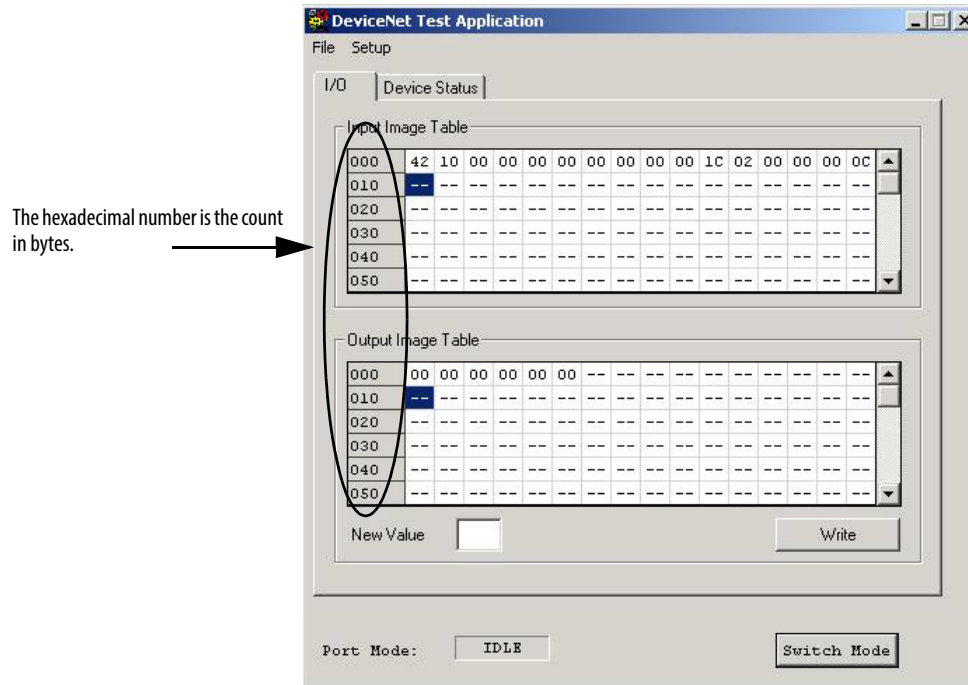 DeviceNet Test Application
File Setup
I/O Device Status
Input Image Table
000 42 10 00 00 00 00 00 00 00 00 1C 02 00 00 00 0C
010 -- -- -- -- -- -- -- -- -- -- -- -- -- -- -- --
020 -- -- -- -- -- -- -- -- -- -- -- -- -- -- -- --
030 -- -- -- -- -- -- -- -- -- -- -- -- -- -- -- --
040 -- -- -- -- -- -- -- -- -- -- -- -- -- -- -- --
050 -- -- -- -- -- -- -- -- -- -- -- -- -- -- -- --
The hexadecimal number is the count
in bytes.
Output Image Table
000 00 00 00 00 00 00 -- -- -- -- -- -- -- -- -- --
010 -- -- -- -- -- -- -- -- -- -- -- -- -- -- -- --
020 -- -- -- -- -- -- -- -- -- -- -- -- -- -- -- --
030 -- -- -- -- -- -- -- -- -- -- -- -- -- -- -- --
040 -- -- -- -- -- -- -- -- -- -- -- -- -- -- -- --
050 -- -- -- -- -- -- -- -- -- -- -- -- -- -- -- --
New Value Write
Port Mode: IDLE Switch Mode